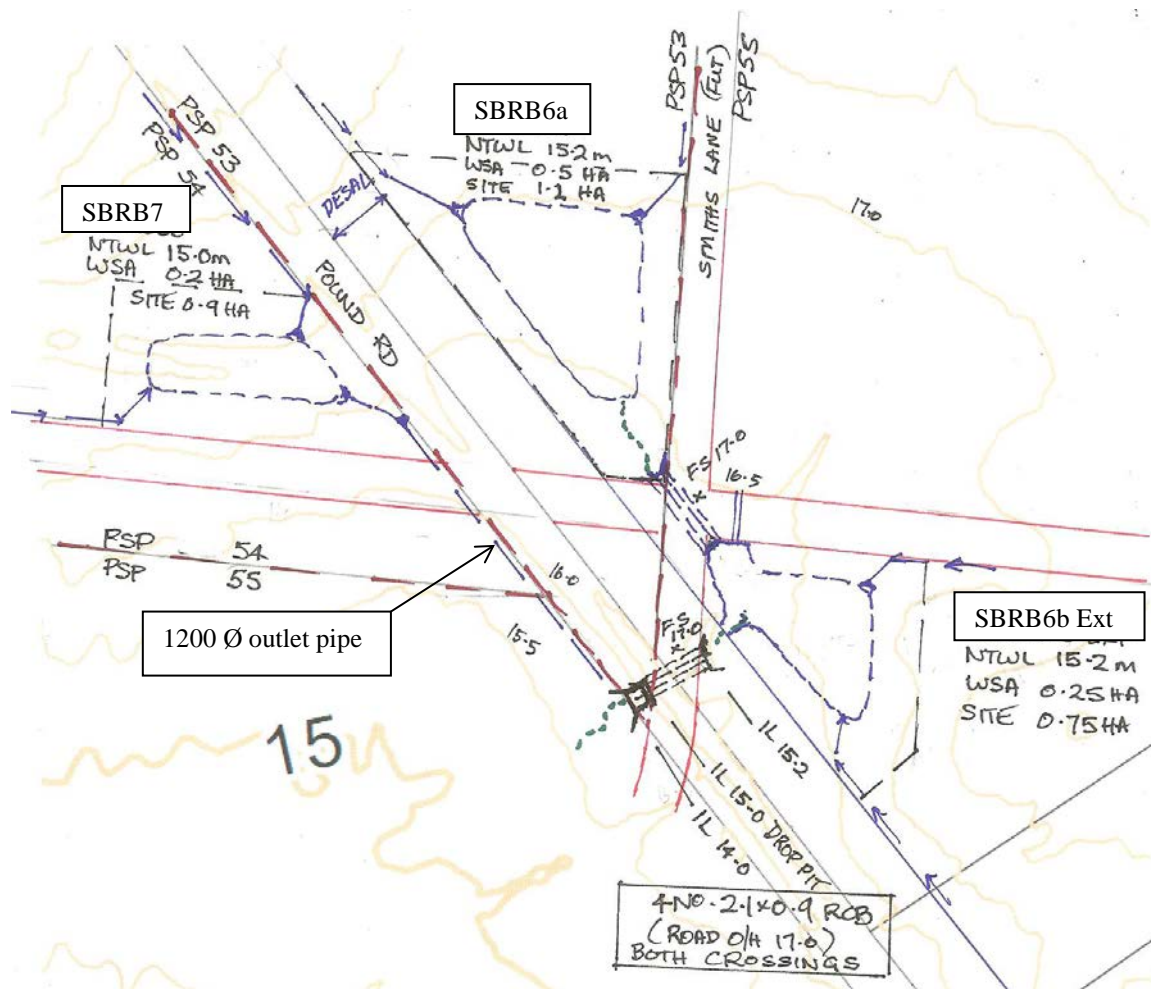 PSP 53
PSP 54
SBRB7
NTWL 15.0m
WSA 0.2 HA
SITE 0.9 HA
DESAL
POUND RD
SBRB6a
NTWL 15.2m
WSA 0.5 HA
SITE 1.1 HA
PSP 53
SMITHS LANE (FUT)
PSP 55
17.0
FS 17.0
x
16.5
PSP 54
PSP 55
16.0
15.5
1200 Ø outlet pipe
FS
17.0
x
SBRB6b Ext
NTWL 15.2m
WSA 0.25HA
SITE 0.75HA
15
IL 15.2
IL 15.0 DROP PIT
IL 14.0
4 NO. 2.1x0.9 RCB
(ROAD O/H 17.0)
BOTH CROSSINGS